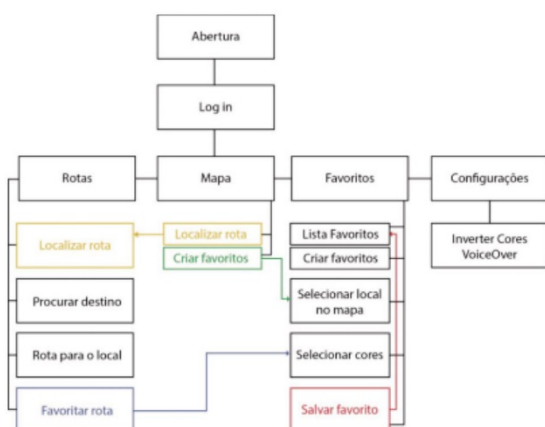 Abertura
Log in
Rotas
Mapa
Favoritos
Configurações
Localizar rota
Localizar rota
Criar favoritos
Lista Favoritos
Criar favoritos
Inverter Cores
VoiceOver
Procurar destino
Selecionar local
no mapa
Rota para o local
Selecionar cores
Favoritar rota
Salvar favorito